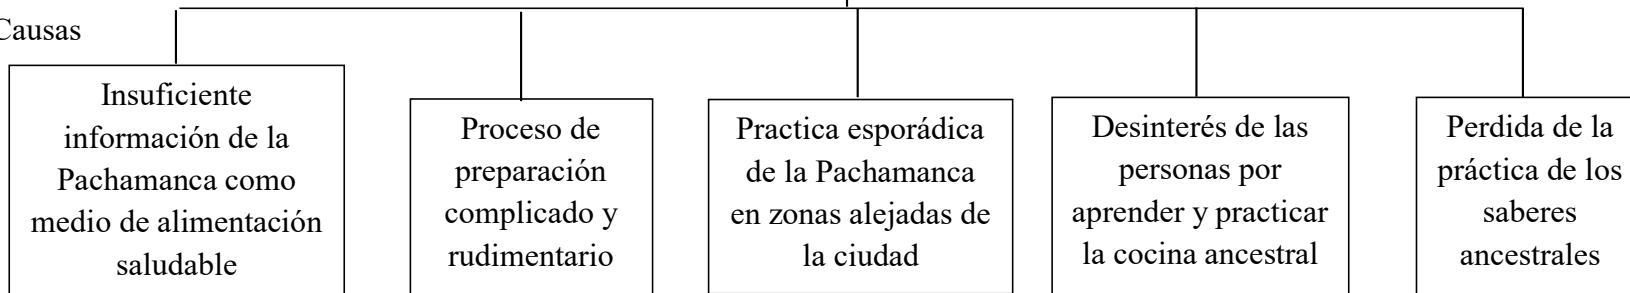 Causas
Insuficiente
información de la
Pachamanca como
medio de alimentación
saludable
Proceso de
preparación
complicado y
rudimentario
Practica esporádica
de la Pachamanca
en zonas alejadas de
la ciudad
Desinterés de las
personas por
aprender y practicar
la cocina ancestral
Perdida de la
práctica de los
saberes
ancestrales